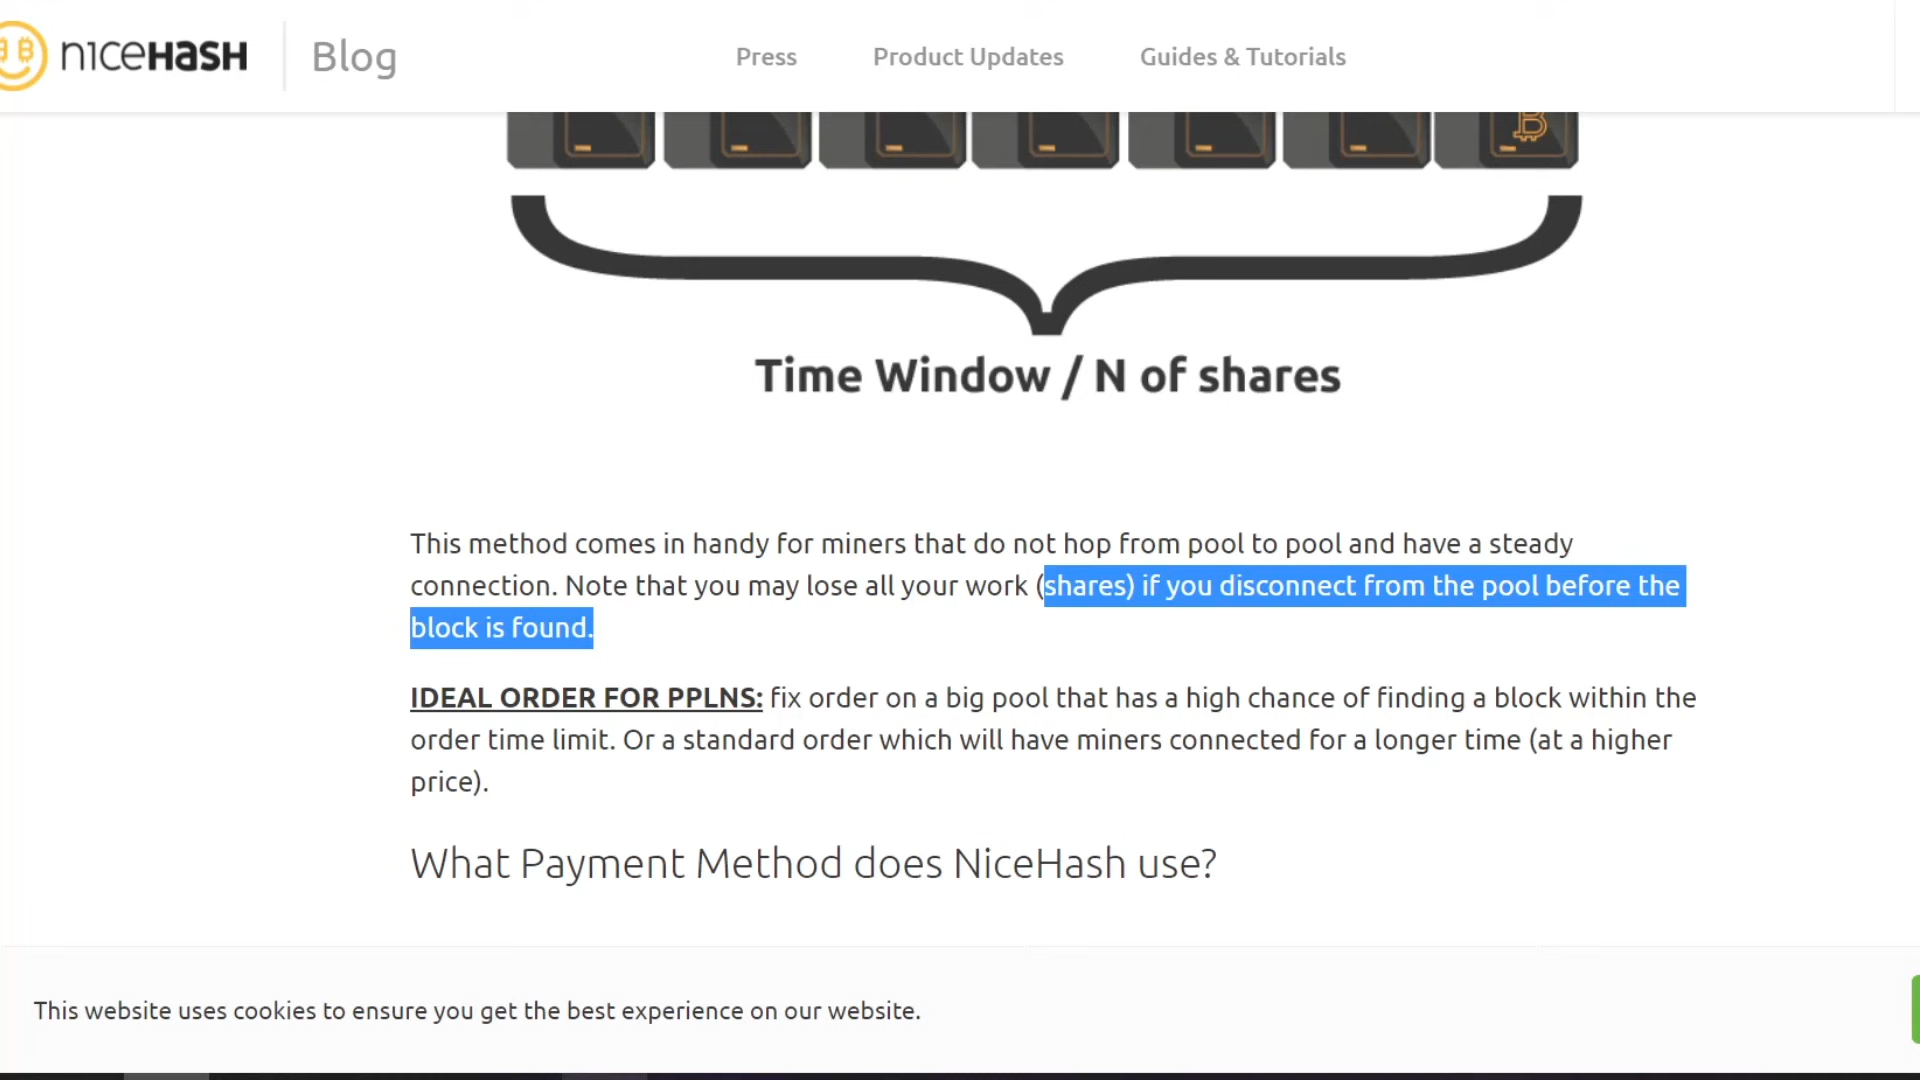 nıceHasH
Blog
Press
Product Updates
Guides & Tutorials
Time Window / N of shares
This method comes in handy for miners that do not hop from pool to pool and have a steady
connection. Note that you may lose all your work (shares) if you disconnect from the pool before the
block is found.
IDEAL ORDER FOR PPLNS: fix order on a big pool that has a high chance of finding a block within the
order time limit. Or a standard order which will have miners connected for a longer time (at a higher
price).
What Payment Method does NiceHash use?
This website uses cookies to ensure you get the best experience on our website.